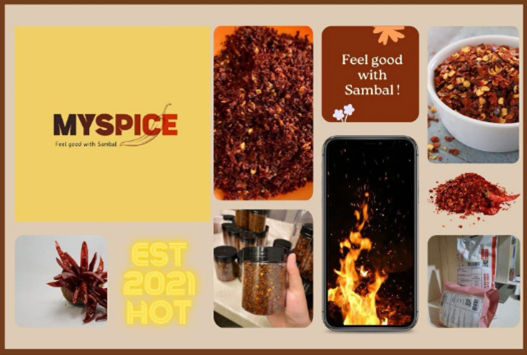 MYSPICE
Feel good with Sambal
Feel good
with
Sambal !
EST
2021
HOT